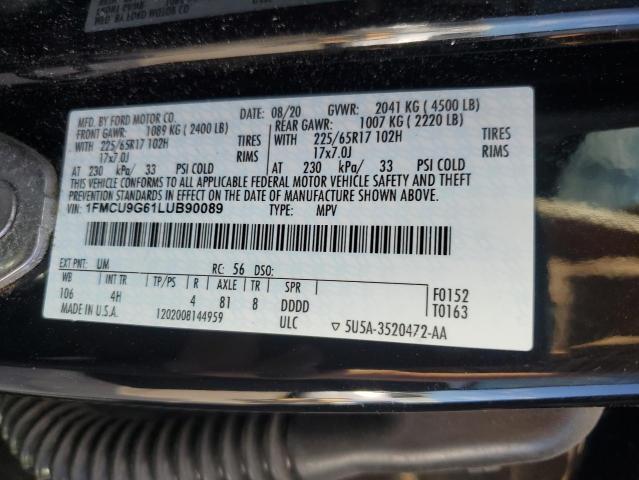 MFD. BY FORD MOTOR CO.
MFD. BY FORD MOTOR CO. 08/20 GVWR: 2041 KG ( 4500 LB)
FRONT GAWR: 1089 KG ( 2400 LB) REAR GAWR: 1007 KG ( 2220 LB)
WITH 225/65R17 102H TIRES WITH 225/65R17 102H TIRES
17x7.0J RIMS 17x7.0J RIMS
AT 230 kPa/ 33 PSI COLD AT 230 kPa/ 33 PSI COLD
THIS VEHICLE CONFORMS TO ALL APPLICABLE FEDERAL MOTOR VEHICLE SAFETY AND THEFT
PREVENTION STANDARDS IN EFFECT ON THE DATE OF MANUFACTURE SHOWN ABOVE.
VIN: 1FMCU9G61LUB90089 TYPE: MPV
EXT PNT: UM RC: 56 DSO:
WB INT TR TP/PS R AXLE TR SPR
106 4H 4 81 8 DDDD
F0152
T0163
MADE IN U.S.A. 1202008144959 ULC ▽ 5U5A-3520472-AA